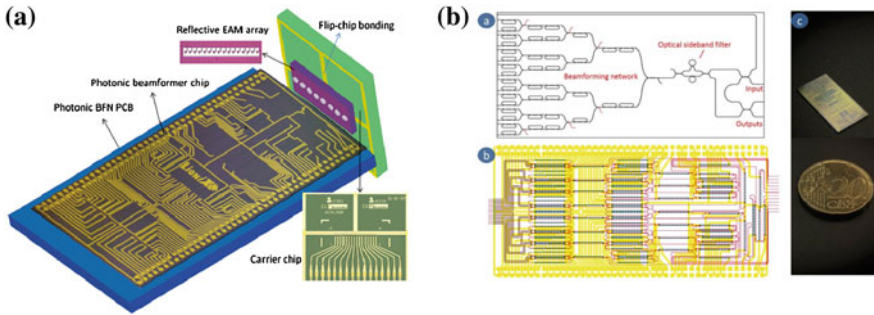 (a)
Reflective EAM array
Flip-chip bonding
Photonic beamformer chip
Photonic BFN PCB
Carrier chip
(b)
a
Optical sideband filter
Beamforming network
Input
Outputs
b
c
20